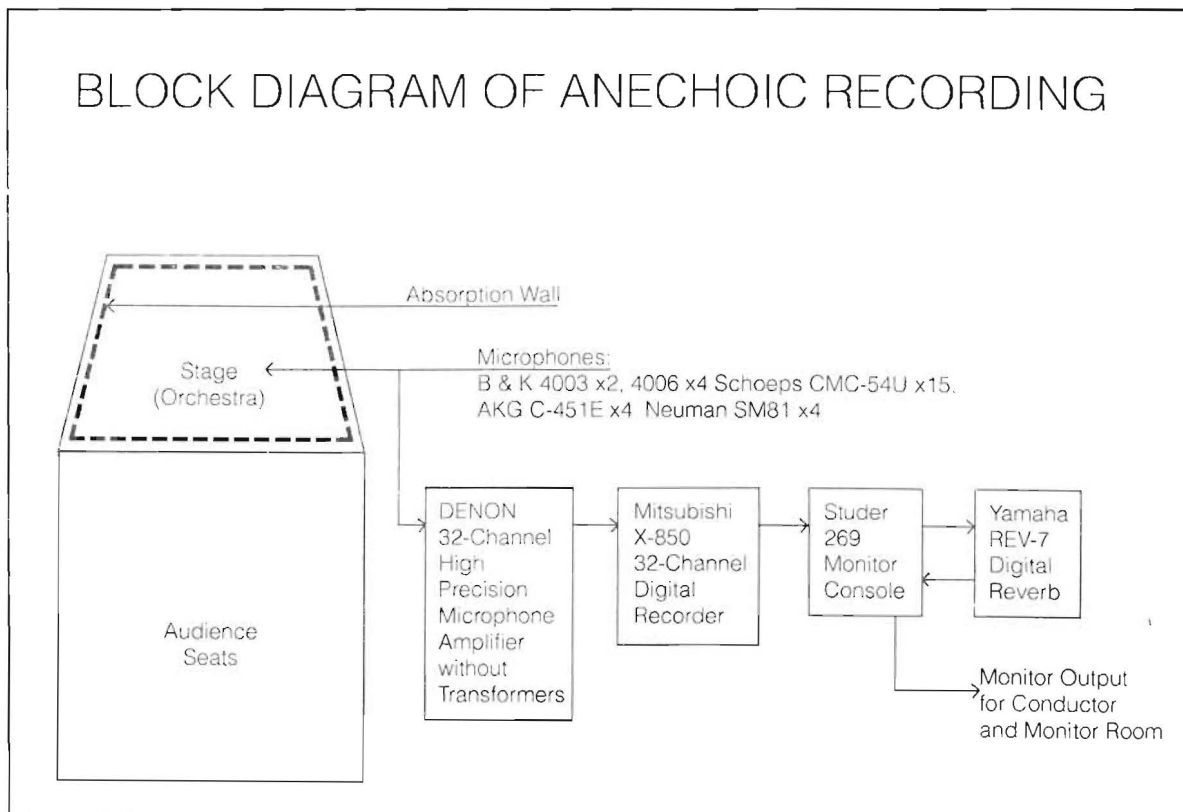 BLOCK DIAGRAM OF ANECHOIC RECORDING
Absorption Wall
Stage
(Orchestra)
Microphones:
B & K 4003 x2, 4006 x4 Schoeps CMC-54U x15.
AKG C-451E x4 Neuman SM81 x4
Audience
Seats
DENON
32-Channel
High
Precision
Microphone
Amplifier
without
Transformers
Mitsubishi
X-850
32-Channel
Digital
Recorder
Studer
269
Monitor
Console
Yamaha
REV-7
Digital
Reverb
Monitor Output
for Conductor
and Monitor Room